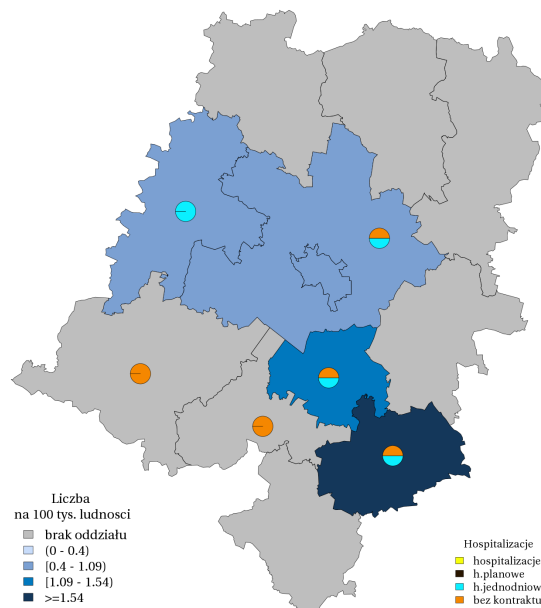 Liczba
na 100 tys. ludnosci
brak oddziału
(0 - 0.4)
[0.4 - 1.09)
[1.09 - 1.54)
>=1.54
Hospitalizacje
hospitalizacje
h.planowe
h.jednodniowe
bez kontraktu